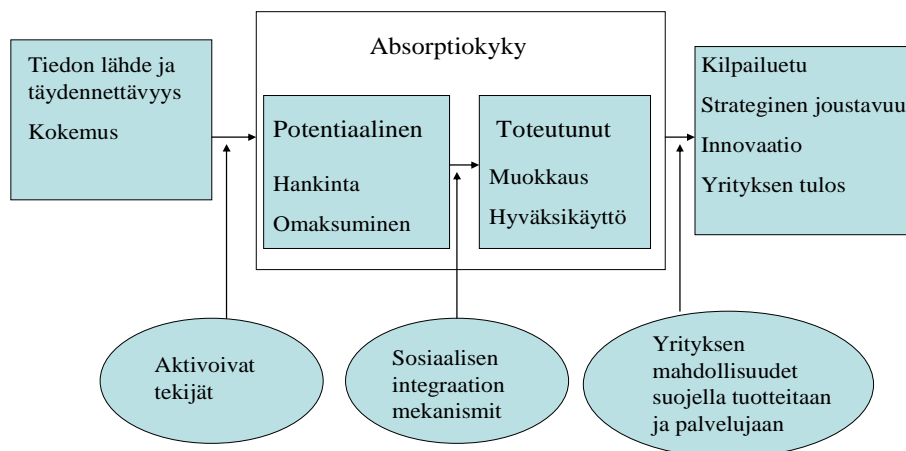 Absorptiokyky
Tiedon lähde ja
täydennettävyys
Kokemus
Potentiaalinen
Hankinta
Omaksuminen
Toteutunut
Muokkaus
Hyväksikäyttö
Kilpailuetu
Strateginen joustavuu
Innovaatio
Yrityksen tulos
Aktivoivat
tekijät
Sosiaalisen
integraation
mekanismit
Yrityksen
mahdollisuudet
suojella tuotteitaan
ja palvelujaan